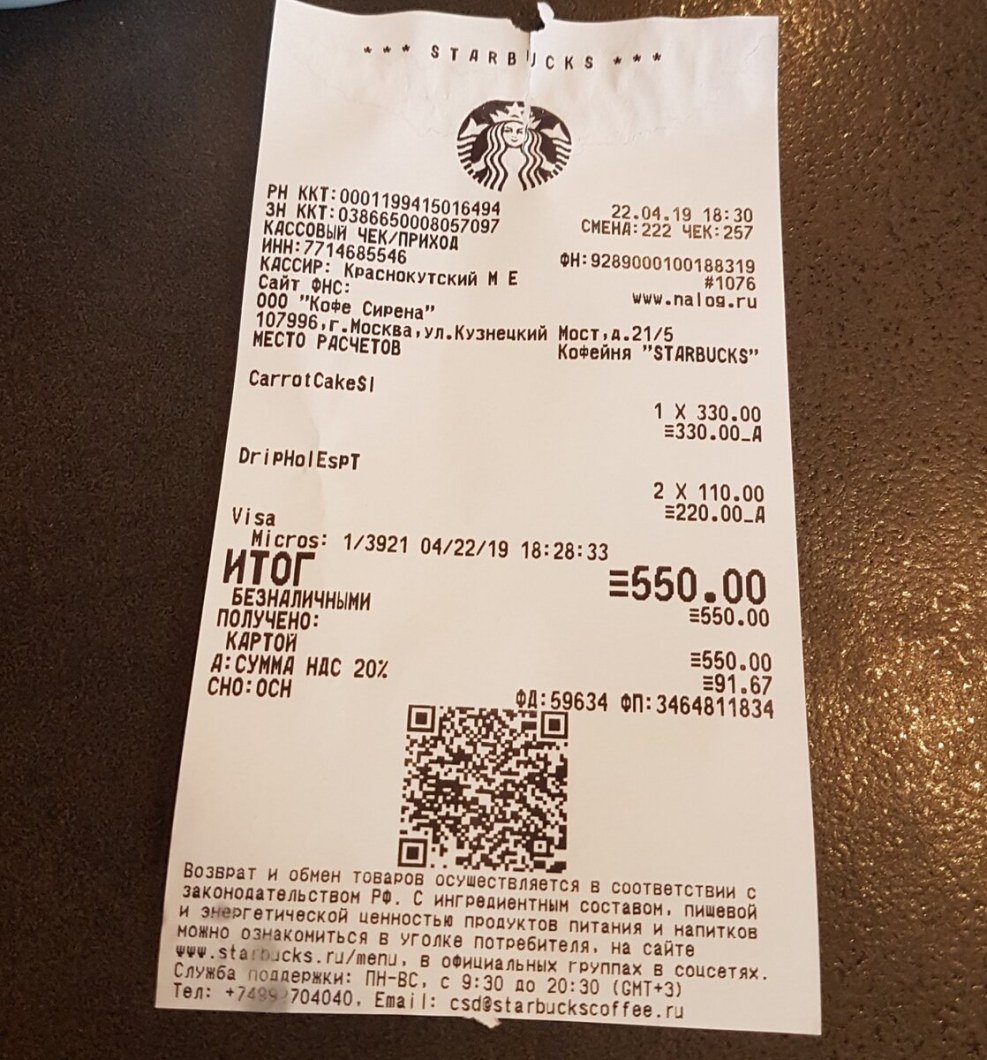 * * * STARBUCKS * * *
РН ККТ:0001199415016494 22.04.19 18:30
ЗН ККТ:0386650008057097 СМЕНА:222 ЧЕК:257
КАССОВЫЙ ЧЕК/ПРИХОД
ИНН:7714685546 ФН:9289000100188319
КАССИР: Краснокутский М Е #1076
Сайт ФНС: www.nalog.ru
ООО "Кофе Сирена"
107996,г.Москва,ул.Кузнецкий Мост,д.21/5
МЕСТО РАСЧЕТОВ Кофейня "STARBUCKS"
CarrotCakeSl
1 X 330.00
≡330.00_А
DripHolEspT
2 X 110.00
≡220.00_А
Visa
Micros: 1/3921 04/22/19 18:28:33
ИТОГ ≡550.00
БЕЗНАЛИЧНЫМИ ≡550.00
ПОЛУЧЕНО:
КАРТОЙ ≡550.00
А:СУММА НДС 20% ≡91.67
СНО:ОСН ФД:59634 ФП:3464811834
Возврат и обмен товаров осуществляется в соответствии с
законодательством РФ. С ингредиентным составом, пищевой
и энергетической ценностью продуктов питания и напитков
можно ознакомиться в уголке потребителя, на сайте
www.starbucks.ru/menu, в официальных группах в соцсетях.
Служба поддержки: ПН-ВС, с 9:30 до 20:30 (GMT+3)
Тел: Email: csd@starbuckscoffee.ru